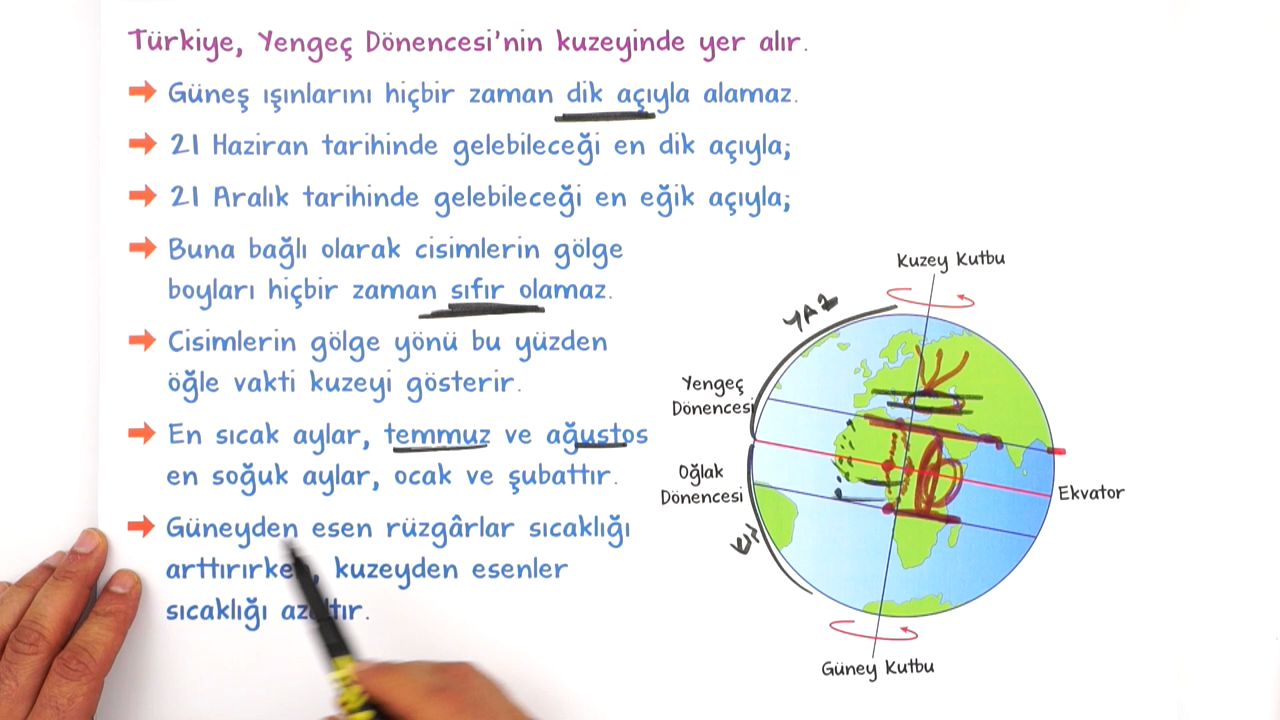 Türkiye, Yengeç Dönencesi'nin kuzeyinde yer alır.
Güneş ışınlarını hiçbir zaman dik açıyla alamaz.
21 Haziran tarihinde gelebileceği en dik açıyla;
21 Aralık tarihinde gelebileceği en eğik açıyla;
Buna bağlı olarak cisimlerin gölge
boyları hiçbir zaman sıfır olamaz.
Cisimlerin gölge yönü bu yüzden
öğle vakti kuzeyi gösterir.
En sıcak aylar, temmuz ve ağustos
en soğuk aylar, ocak ve şubattır.
Güneyden esen rüzgârlar sıcaklığı
arttırırken, kuzeyden esenler
sıcaklığı azaltır.
Kuzey Kutbu
YAZ
Yengeç
Dönencesi
Oğlak
Dönencesi
Ekvator
Güney Kutbu